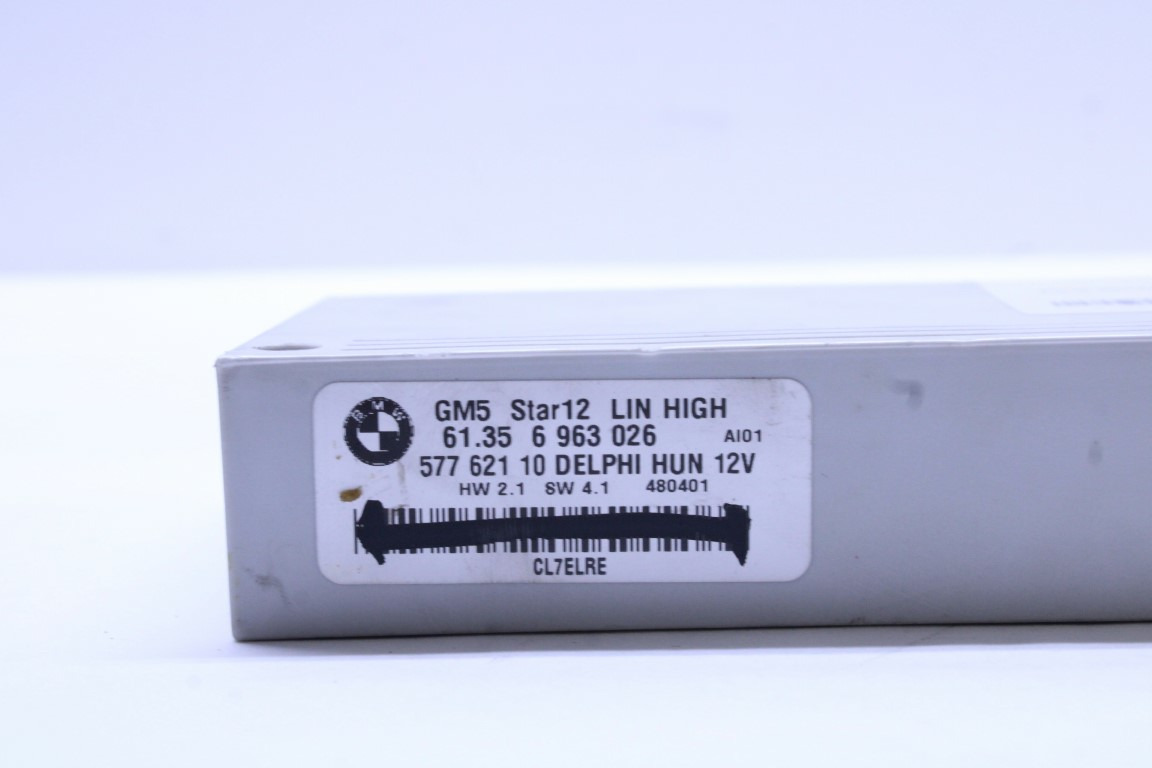 BMW
GM5 Star12 LIN HIGH
61.35 6 963 026 AI01
577 621 10 DELPHI HUN 12V
HW 2.1 SW 4.1 480401
CL7ELRE